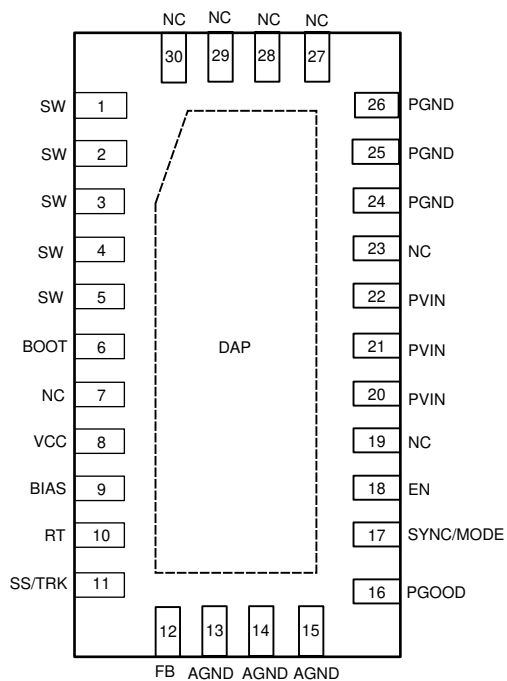 NC NC NC NC
30 29 28 27
SW 1 26 PGND
SW 2 25 PGND
SW 3 24 PGND
SW 4 23 NC
SW 5 22 PVIN
BOOT 6 DAP 21 PVIN
NC 7 20 PVIN
VCC 8 19 NC
BIAS 9 18 EN
RT 10 17 SYNC/MODE
SS/TRK 11 16 PGOOD
12 13 14 15
FB AGND AGND AGND